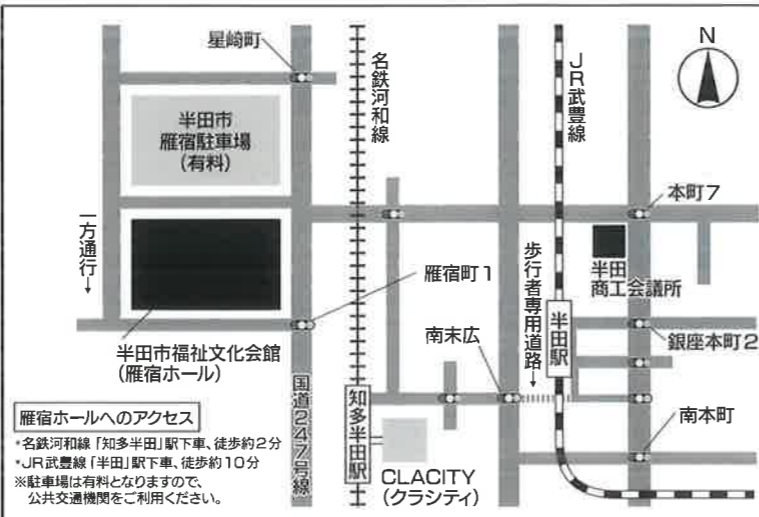 星崎町
名鉄河和線
JR武豊線
N
半田市
雁宿駐車場
(有料)
本町7
一方通行→
半田
商工会議所
歩行者専用道路→
雁宿町1
半田駅
銀座本町2
南末広
半田市福祉文化会館
(雁宿ホール)
国道247号線
知多半田駅
南本町
CLACITY
(クラシティ)
雁宿ホールへのアクセス
*名鉄河和線「知多半田」駅下車、徒歩約2分
*JR武豊線「半田」駅下車、徒歩約10分
※駐車場は有料となりますので、
公共交通機関をご利用ください。